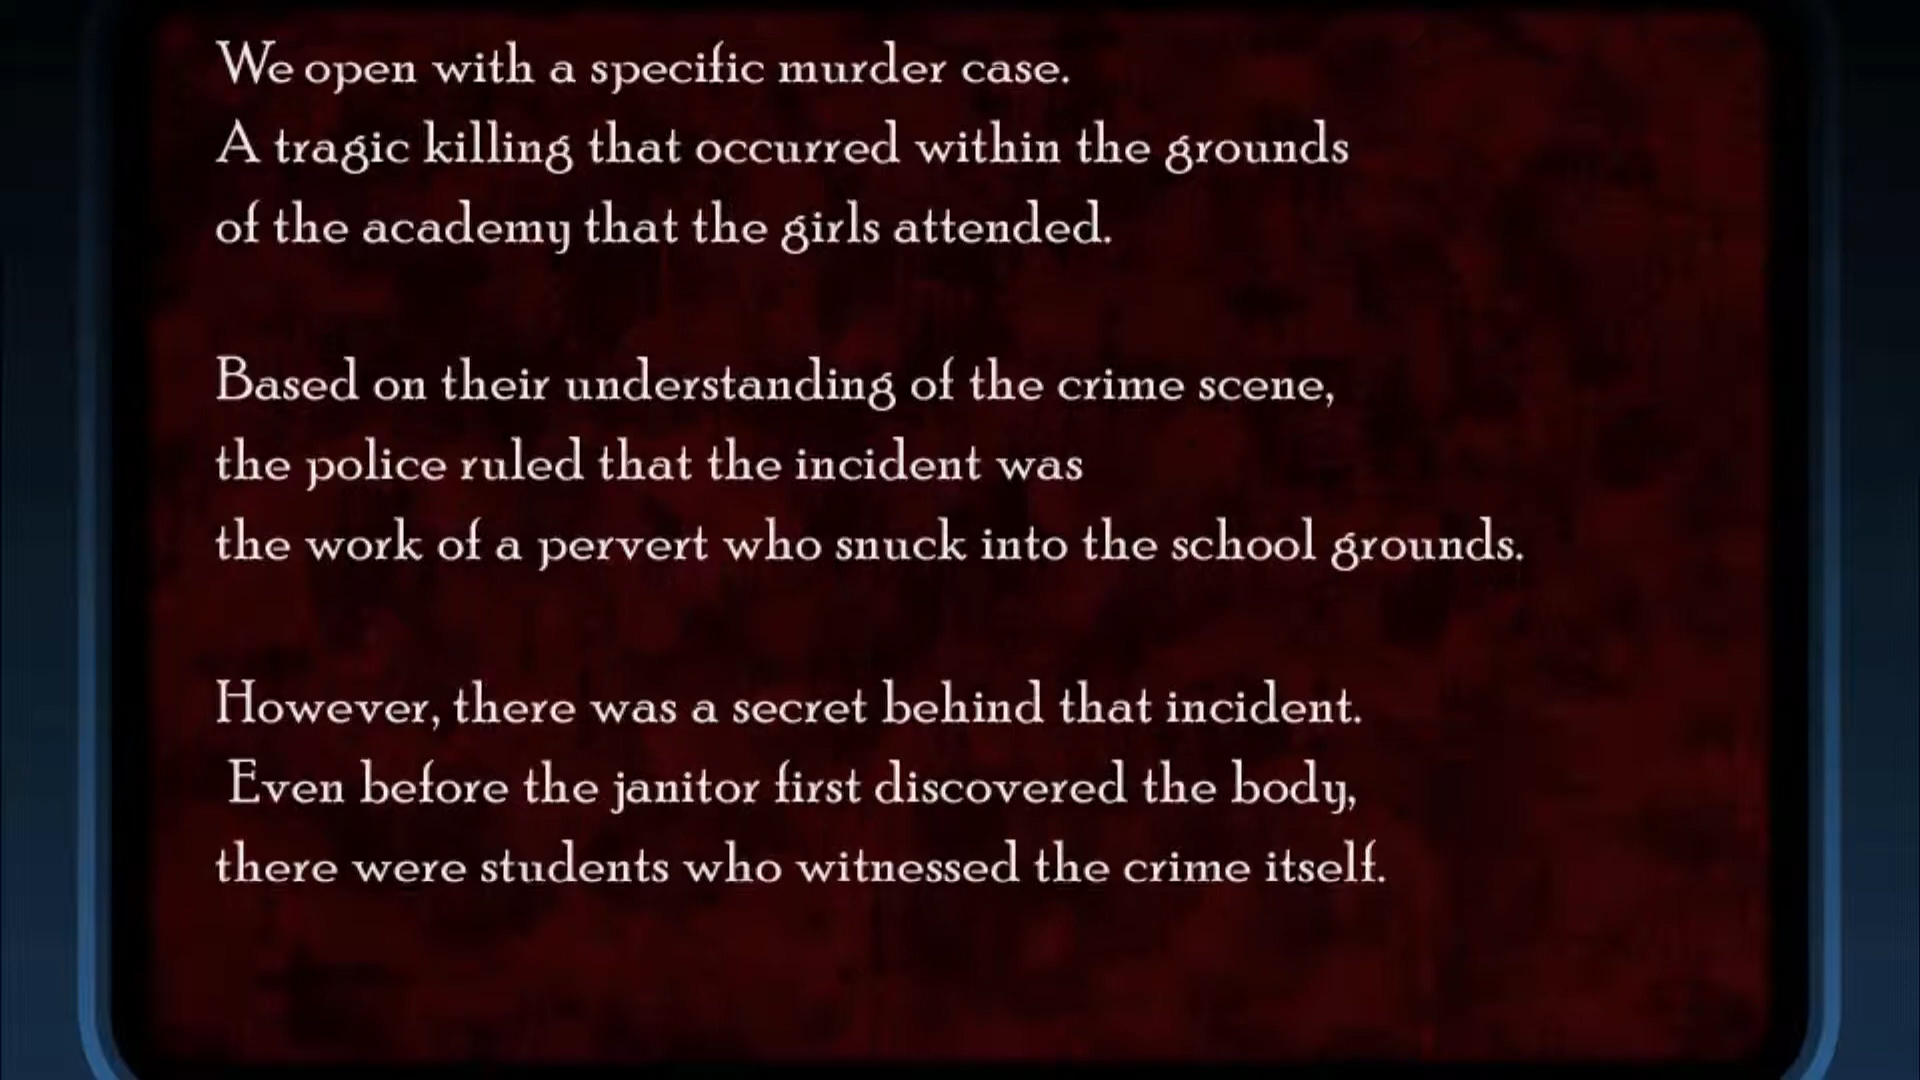 We open with a specific murder case.
A tragic killing that occurred within the grounds
of the academy that the girls attended.
Based on their understanding of the crime scene,
the police ruled that the incident was
the work of a pervert who snuck into the school grounds.
However, there was a secret behind that incident.
Even before the janitor first discovered the body,
there were students who witnessed the crime itself.